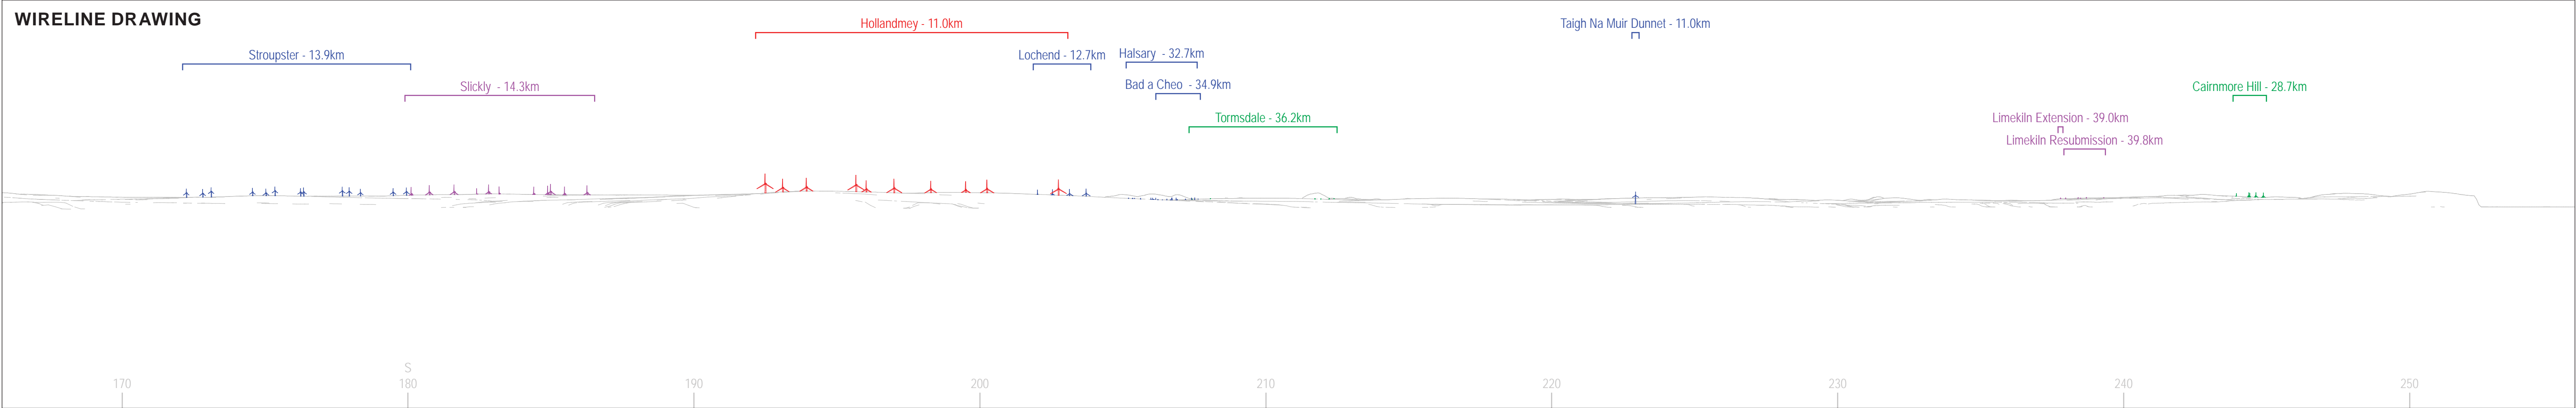 WIRELINE DRAWING
Hollandmey - 11.0km
Taigh Na Muir Dunnet - 11.0km
Stroupster - 13.9km
Lochend - 12.7km
Halsary - 32.7km
Slickly - 14.3km
Bad a Cheo - 34.9km
Cairnmore Hill - 28.7km
Tormsdale - 36.2km
Limekiln Extension - 39.0km
Limekiln Resubmission - 39.8km
S
170 180 190 200 210 220 230 240 250